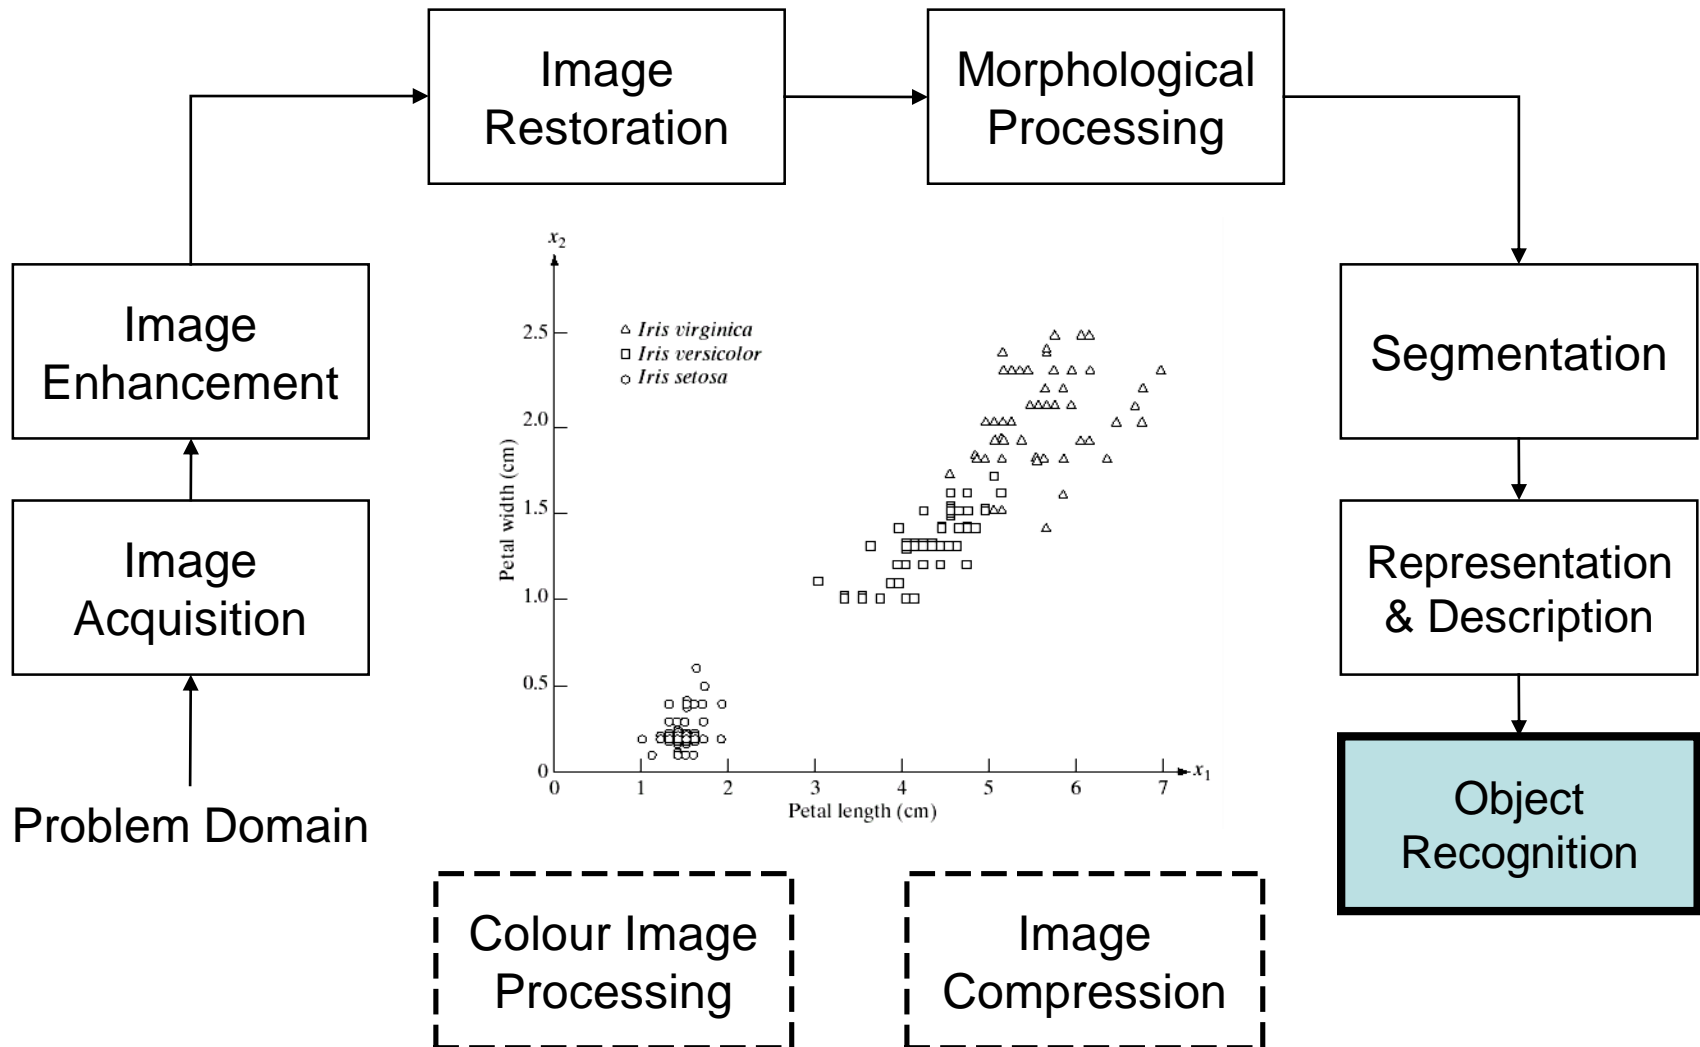 Image
Restoration
Morphological
Processing
Image
Enhancement
Segmentation
Image
Acquisition
Representation
& Description
Problem Domain
Object
Recognition
x2
2.5
2.0
1.5
1.0
0.5
0
Petal width (cm)
Iris virginica
Iris versicolor
Iris setosa
0 1 2 3 4 5 6 7 x1
Petal length (cm)
Colour Image
Processing
Image
Compression